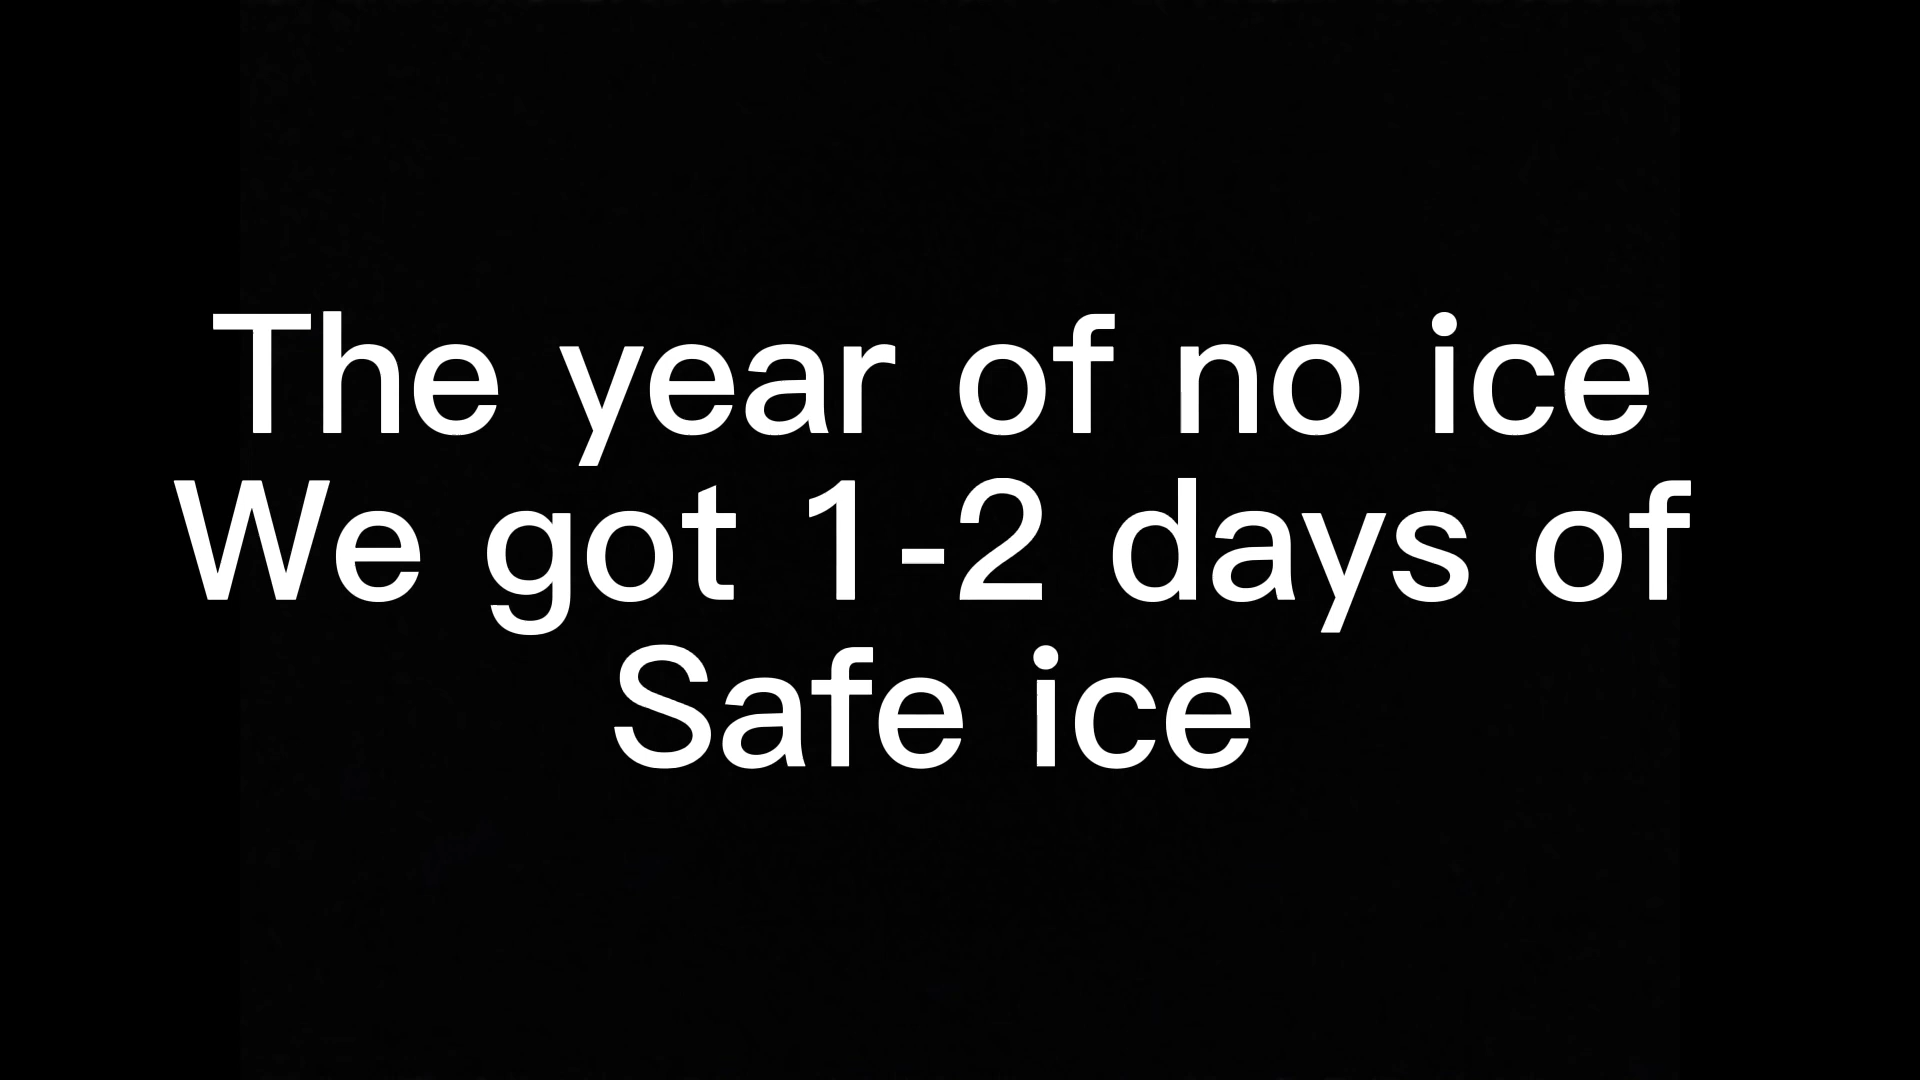 The year of no ice
We got 1-2 days of
Safe ice